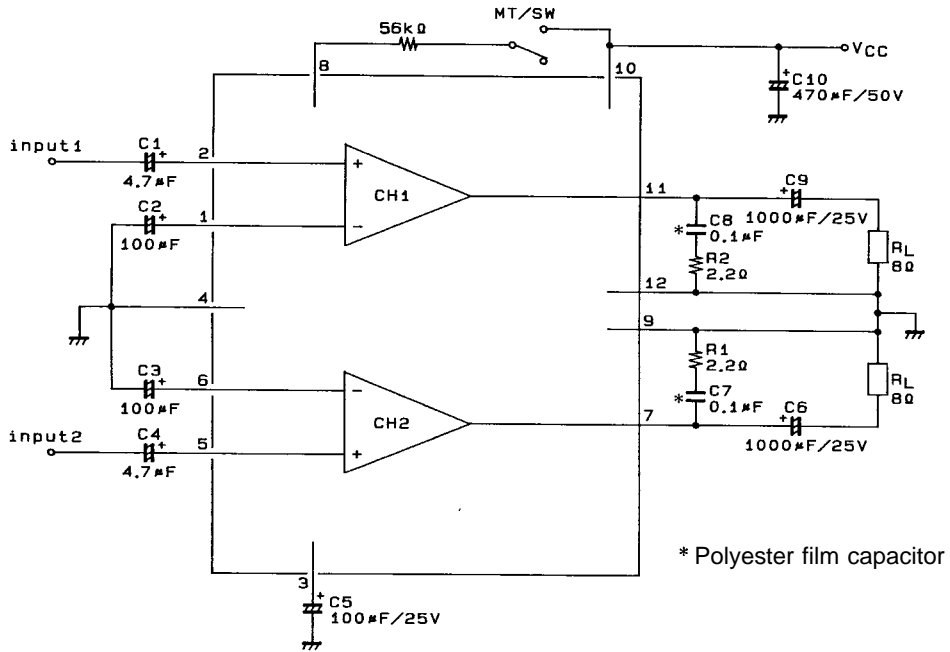 MT/SW
56kΩ
8
10
VCC
C10
470μF/50V
input1
C1
4.7μF
2
CH1
+
−
C2
100μF
1
11
C9
1000μF/25V
* C8
0.1μF
R2
2.2Ω
RL
8Ω
12
4
9
R1
2.2Ω
* C7
0.1μF
RL
8Ω
C3
100μF
6
−
CH2
+
7
C6
1000μF/25V
input2
C4
4.7μF
5
* Polyester film capacitor
3
C5
100μF/25V